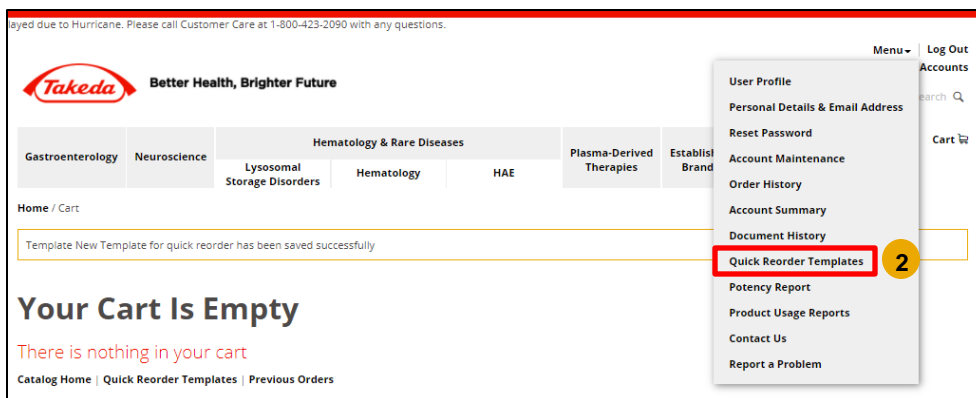 layed due to Hurricane. Please call Customer Care at 1-800-423-2090 with any questions.
Menu Log Out
Accounts
earch
Takeda Better Health, Brighter Future
Cart
Gastroenterology
Neuroscience
Hematology & Rare Diseases
Lysosomal
Storage Disorders
Hematology
HAE
Plasma-Derived
Therapies
Establis
Brand
User Profile
Personal Details & Email Address
Reset Password
Account Maintenance
Order History
Account Summary
Document History
Quick Reorder Templates 2
Potency Report
Product Usage Reports
Contact Us
Report a Problem
Home / Cart
Template New Template for quick reorder has been saved successfully
Your Cart Is Empty
There is nothing in your cart
Catalog Home | Quick Reorder Templates | Previous Orders